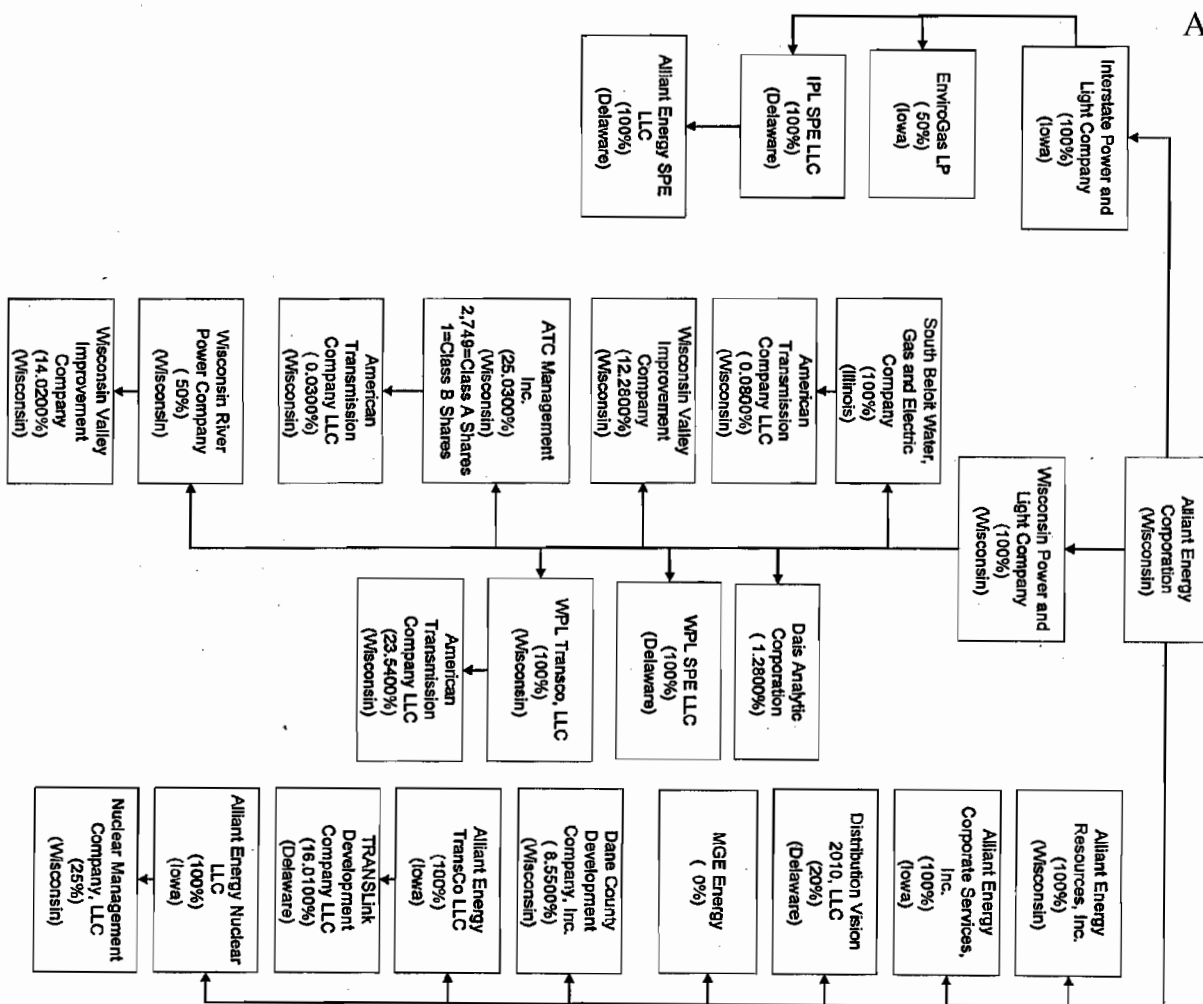 A
Alliant Energy
Corporation
(Wisconsin)
Interstate Power and
Light Company
(100%)
(Iowa)
EnviroGas LP
( 50%)
(Iowa)
IPL SPE LLC
(100%)
(Delaware)
Alliant Energy SPE
LLC
(100%)
(Delaware)
Wisconsin Power and
Light Company
(100%)
(Wisconsin)
South Beloit Water,
Gas and Electric
Company
(100%)
(Illinois)
American
Transmission
Company LLC
( 0.0800%)
(Wisconsin)
Wisconsin Valley
Improvement
Company
(12.2800%)
(Wisconsin)
ATC Management
Inc.
(25.0300%)
(Wisconsin)
2,749=Class A Shares
1=Class B Shares
American
Transmission
Company LLC
( 0.0300%)
(Wisconsin)
Wisconsin River
Power Company
( 50%)
(Wisconsin)
Wisconsin Valley
Improvement
Company
(14.0200%)
(Wisconsin)
Dais Analytic
Corporation
( 1.2800%)
WPL SPE LLC
(100%)
(Delaware)
WPL Transco, LLC
(100%)
(Wisconsin)
American
Transmission
Company LLC
(23.5400%)
(Wisconsin)
Alliant Energy
Resources, Inc.
(100%)
(Wisconsin)
Alliant Energy
Corporate Services,
Inc.
(100%)
(Iowa)
Distribution Vision
2010, LLC
(20%)
(Delaware)
MGE Energy
( 0%)
Dane County
Development
Company, Inc.
( 8.5500%)
(Wisconsin)
Alliant Energy
TransCo LLC
(100%)
(Iowa)
TRANSLink
Development
Company LLC
(16.0100%)
(Delaware)
Alliant Energy Nuclear
LLC
(100%)
(Iowa)
Nuclear Management
Company, LLC
(25%)
(Wisconsin)